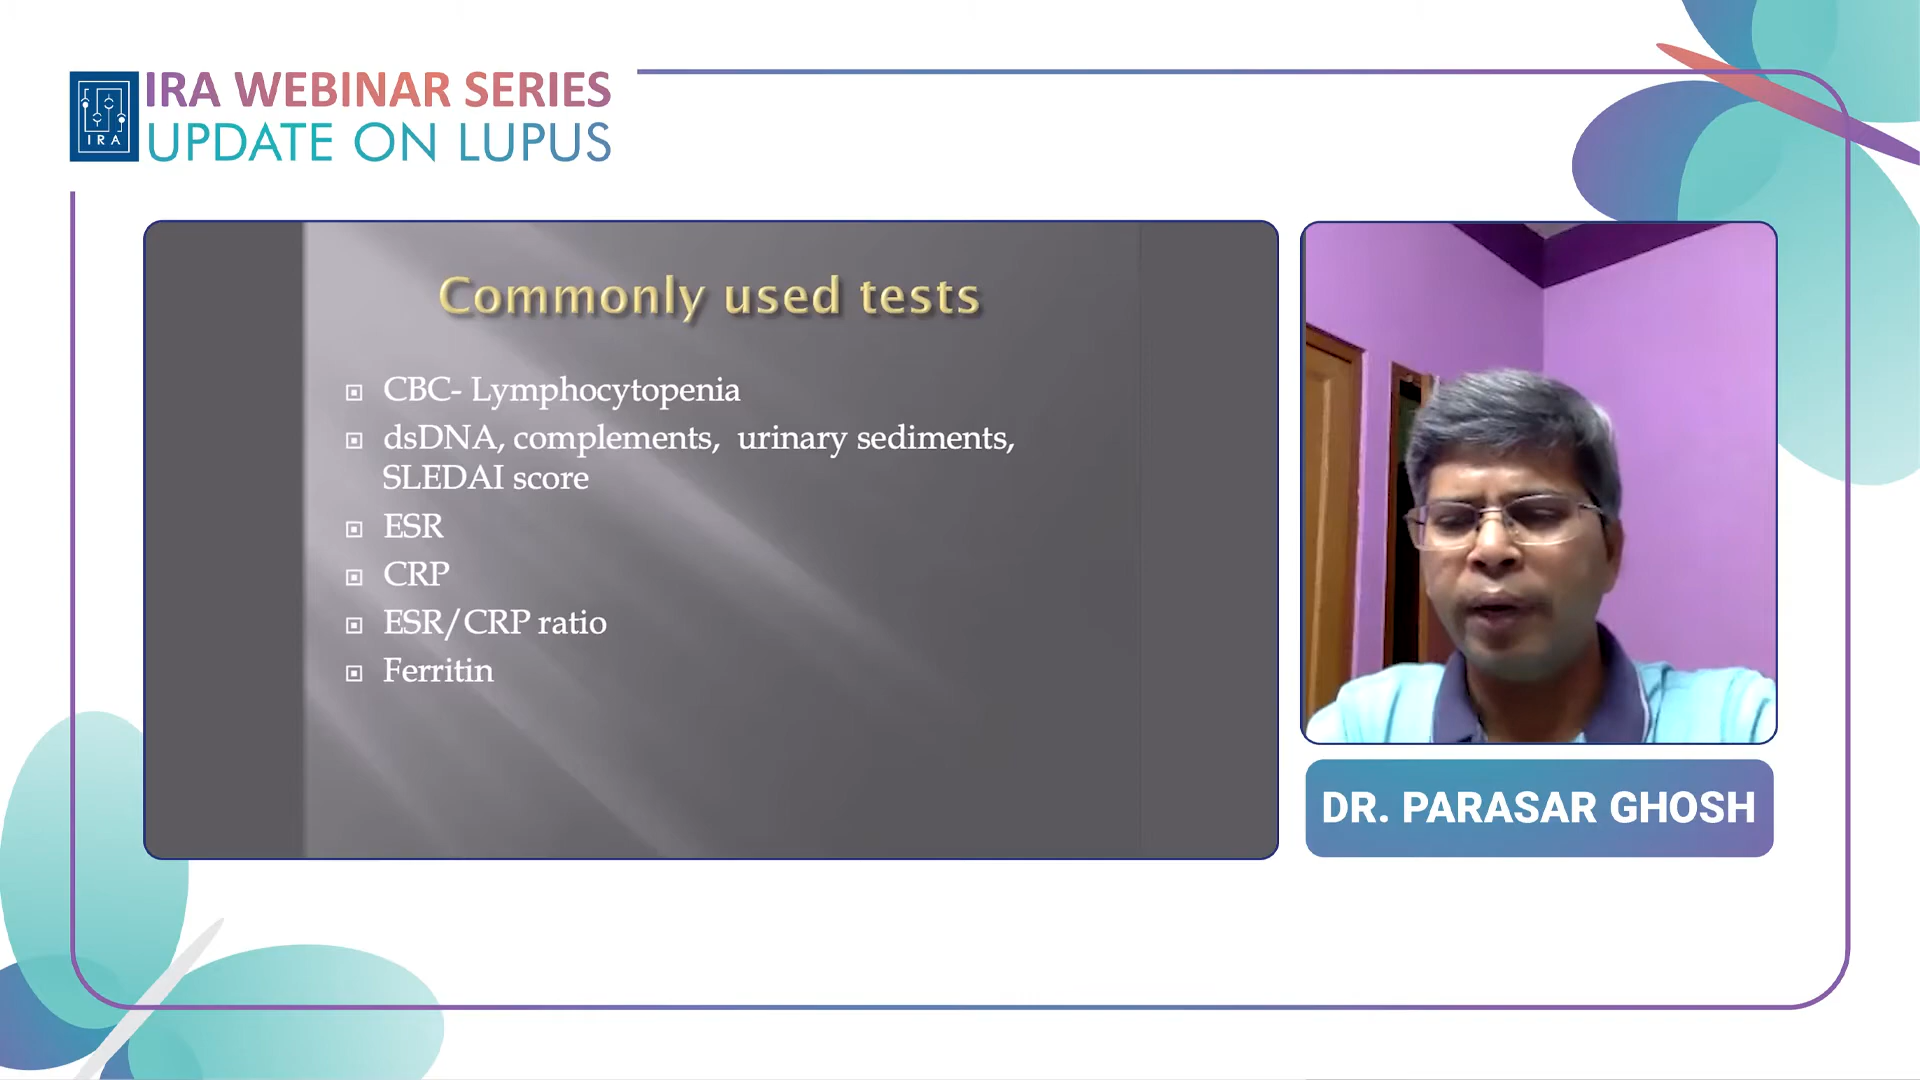 IRA WEBINAR SERIES
UPDATE ON LUPUS
IRA
Commonly used tests
CBC- Lymphocytopenia
dsDNA, complements, urinary sediments,
SLEDAI score
ESR
CRP
ESR/CRP ratio
Ferritin
DR. PARASAR GHOSH